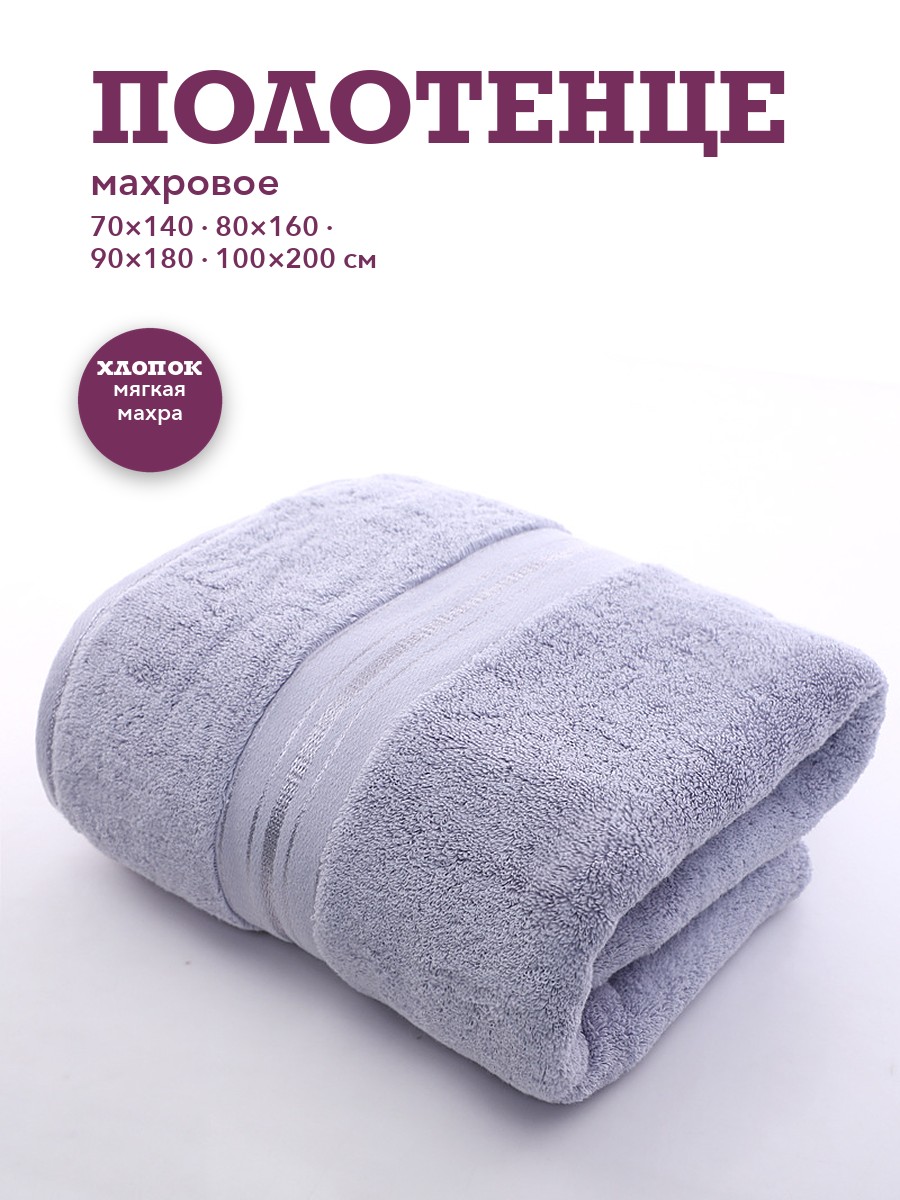 ПОЛОТЕНЦЕ
махровое
70×140 · 80×160 ·
90×180 · 100×200 см
хлопок
мягкая
махра